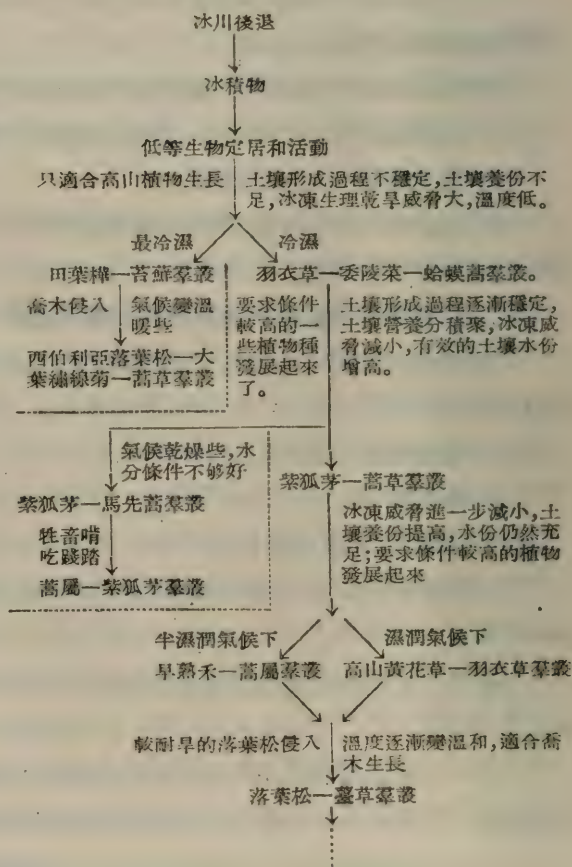 冰川後退
冰積物
低等生物定居和活動
只適合高山植物生長
土壤形成過程不穩定,土壤養份不
足,冰凍生理乾旱威脅大,溫度低。
最冷濕
冷濕
田葉樺—苔鮮羣叢
羽衣草—委陵菜—蛤蟆蒿羣叢。
喬木侵入
氣候變溫
暖些
要求條件
較高的一
些植物種
發展起來
了。
土壤形成過程逐漸穩定,
土壤營養分積聚,冰凍威
脅減小,有效的土壤水份
增高。
西伯利亞落葉松—大
葉繡線菊—蒿草羣叢
氣候乾燥些,水
分條件不够好
紫狐茅—馬先蒿羣叢
紫狐茅—蒿草羣叢
牲畜啃
吃踐踏
冰凍威脅進一步減小,土
壤養份提高,水份仍然充
足;要求條件較高的植物
發展起來
蒿屬—紫狐茅羣叢
半濕潤氣候下
濕潤氣候下
早熟禾—蒿屬羣叢
高山黃花草—羽衣草羣叢
較耐旱的落葉松侵入
溫度逐漸變溫和,適合喬
木生長
落葉松—薹草羣叢